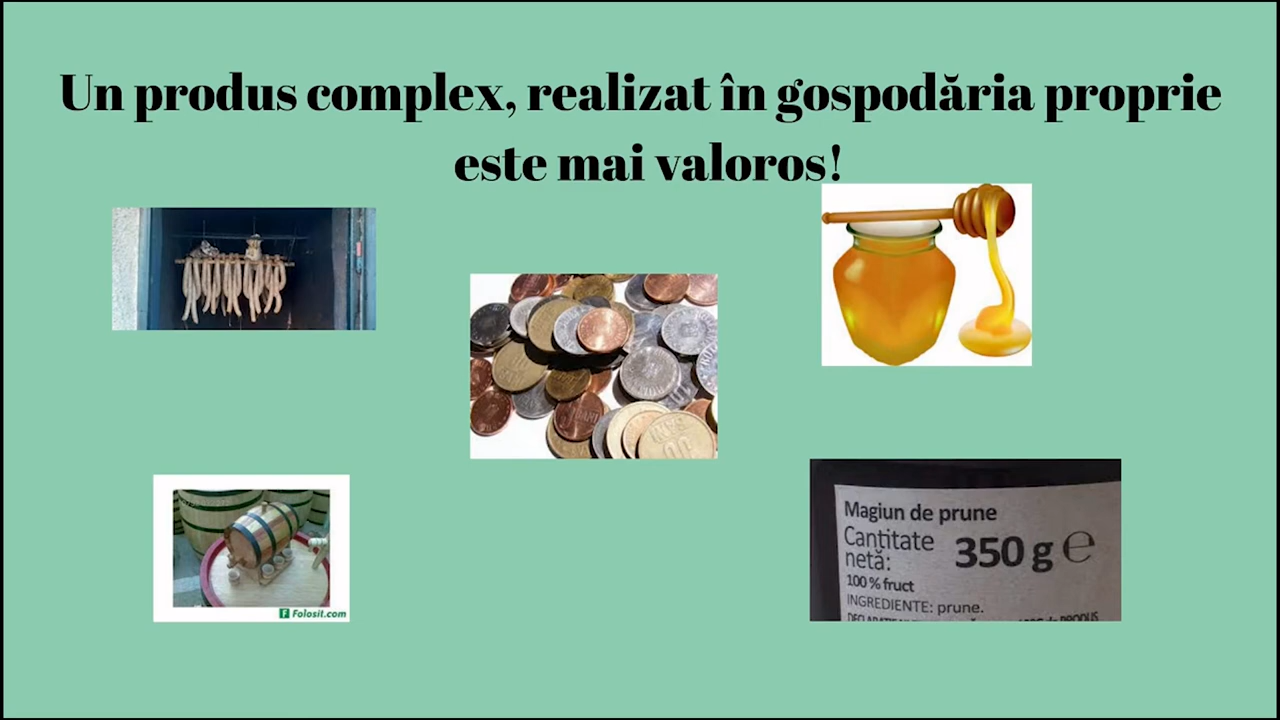 Un produs complex, realizat în gospodăria proprie
este mai valoros!
Folosit.com
Magiun de prune
Cantitate
netă:
350 g e
100 % fruct
INGREDIENTE: prune.